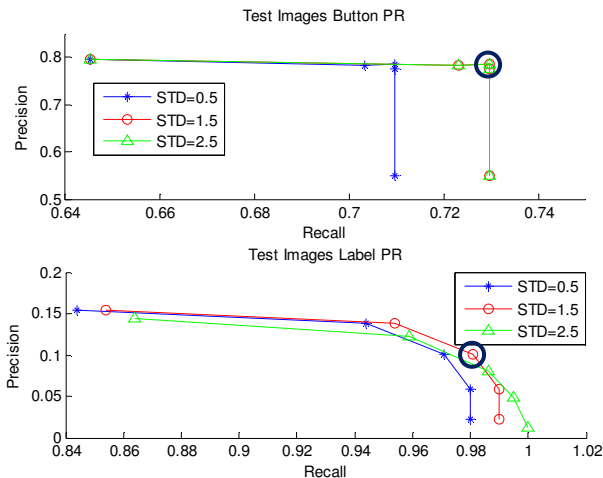 Test Images Button PR
0.8
0.7
0.6
0.5
Precision
STD=0.5
STD=1.5
STD=2.5
0.64 0.66 0.68 0.7 0.72 0.74
Recall
Test Images Label PR
0.2
0.15
0.1
0.05
0
Precision
STD=0.5
STD=1.5
STD=2.5
0.84 0.86 0.88 0.9 0.92 0.94 0.96 0.98 1 1.02
Recall